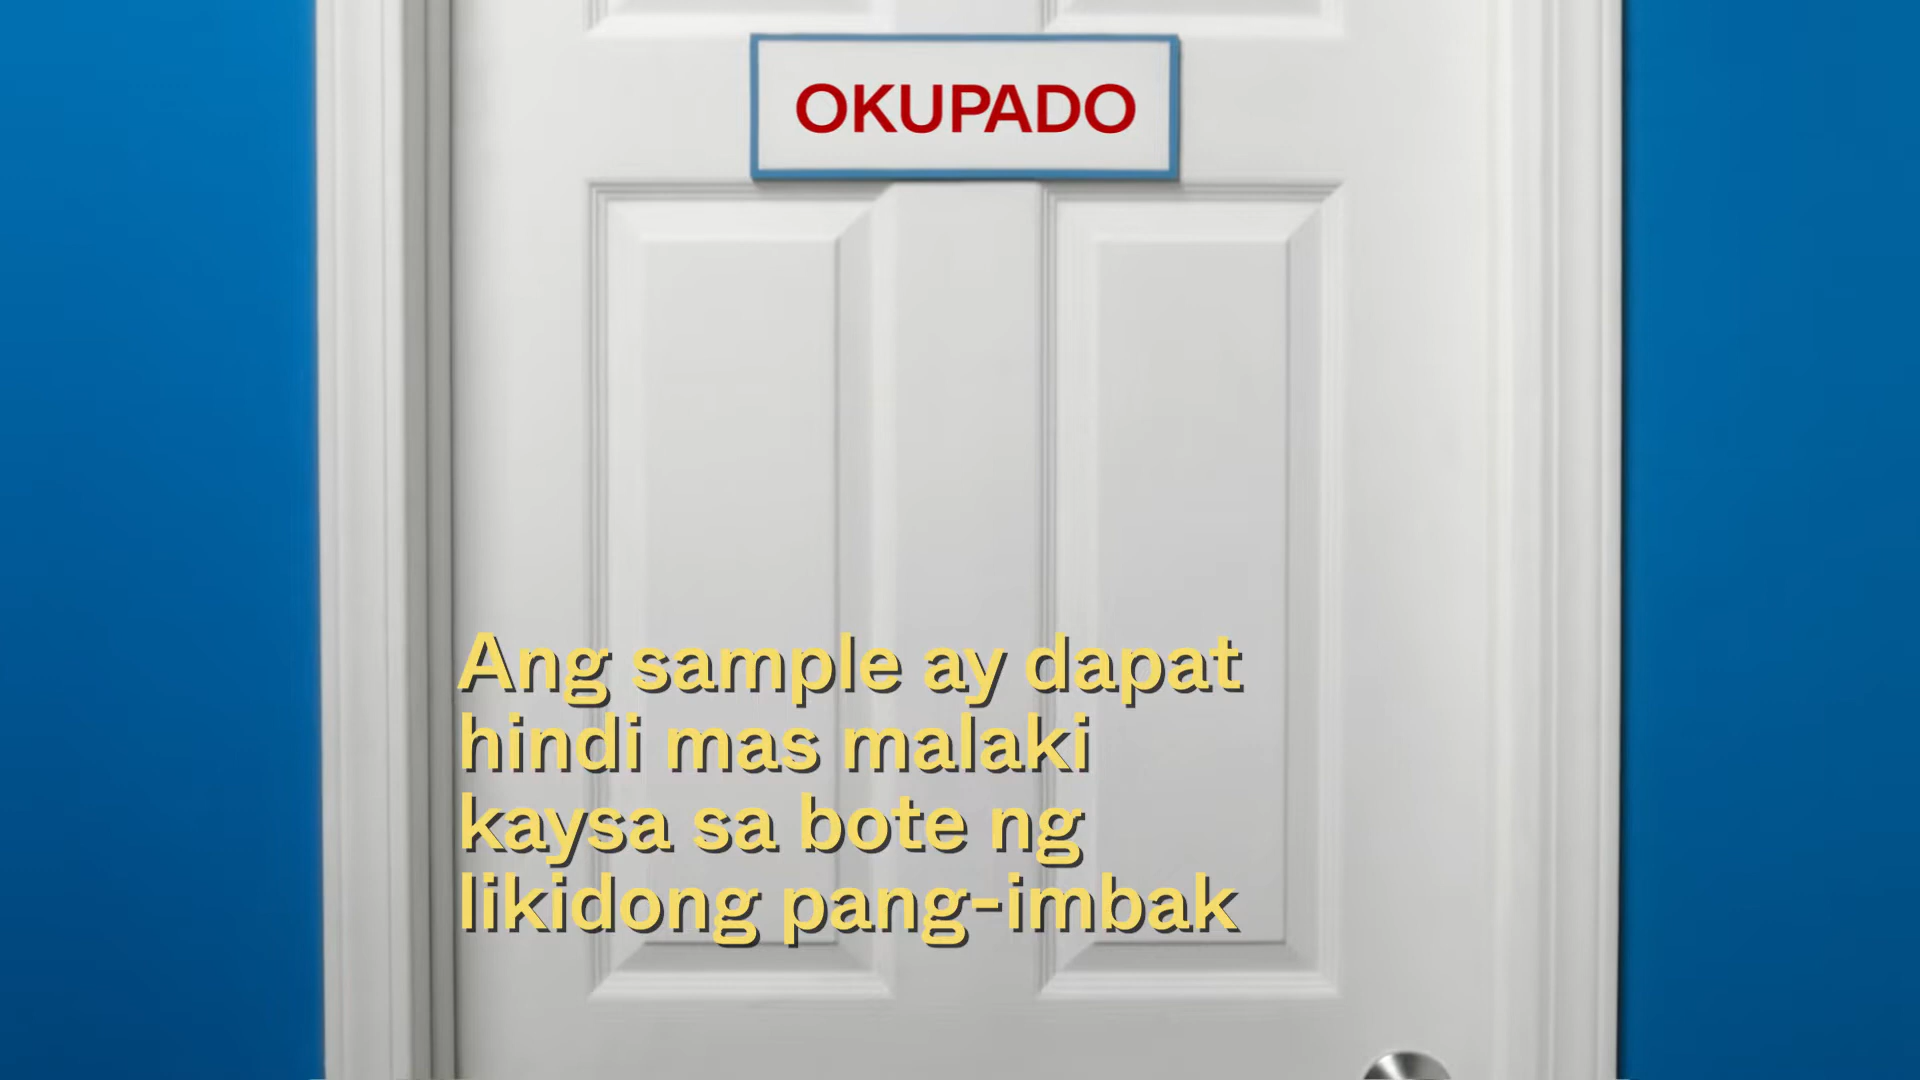 OKUPADO
Ang sample ay dapat
hindi mas malaki
kaysa sa bote ng
likidong pang-imbak